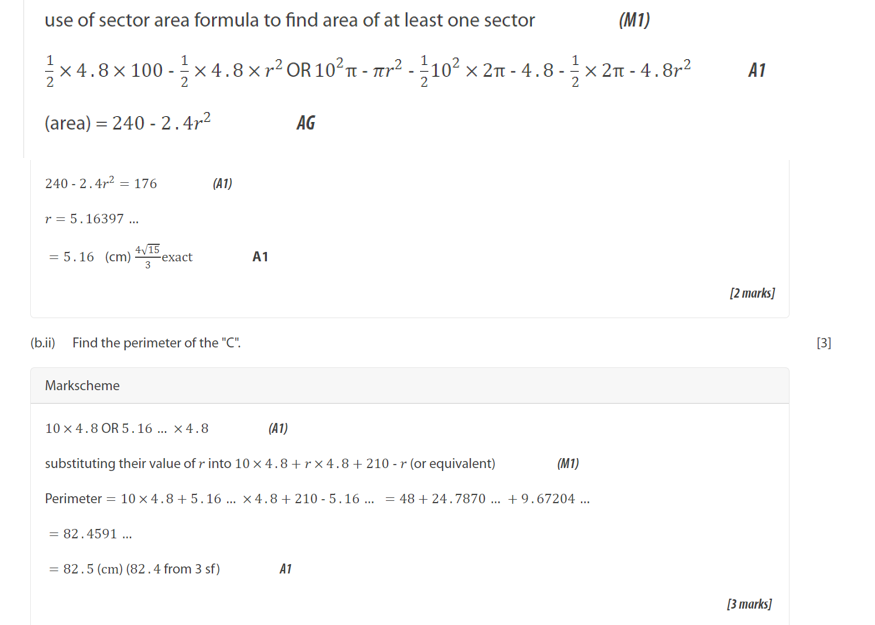 use of sector area formula to find area of at least one sector (M1)
1/2 × 4.8 × 100 - 1/2 × 4.8 × r² OR 10²π - πr² - 1/2 10² × 2π - 4.8 - 1/2 × 2π - 4.8r² A1
(area) = 240 - 2.4r² AG
240 - 2.4r² = 176 (A1)
r = 5.16397 ...
= 5.16 (cm) 4√15/3 exact A1
[2 marks]
(b.ii) Find the perimeter of the "C". [3]
Markscheme
10 × 4.8 OR 5.16 ... × 4.8 (A1)
substituting their value of r into 10 × 4.8 + r × 4.8 + 210 - r (or equivalent) (M1)
Perimeter = 10 × 4.8 + 5.16 ... × 4.8 + 210 - 5.16 ... = 48 + 24.7870 ... + 9.67204 ...
= 82.4591 ...
= 82.5 (cm) (82.4 from 3 sf) A1
[3 marks]